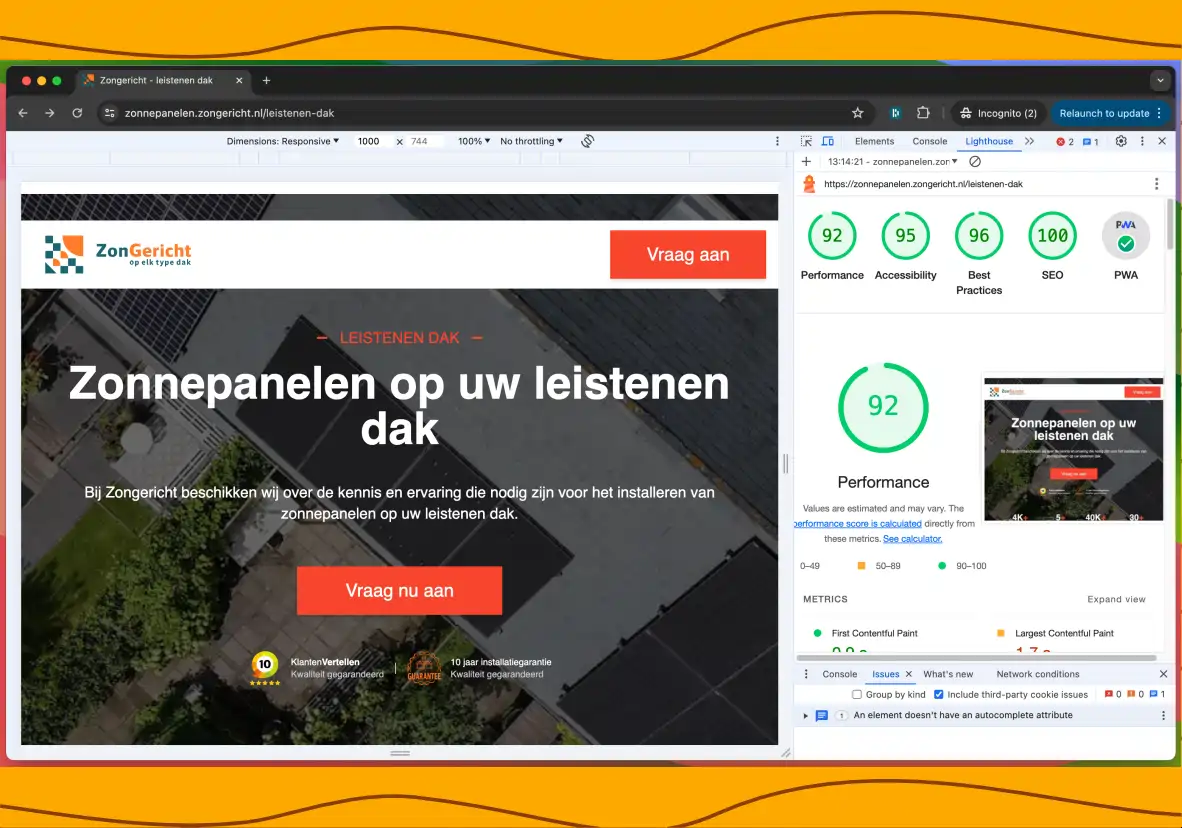 Zongericht - leistenen dak
zonnepanelen.zongericht.nl/leistenen-dak
Incognito (2)
Relaunch to update
Dimensions: Responsive
1000 × 744
100%
No throttling
ZonGericht
op elk type dak
Vraag aan
LEISTENEN DAK
Zonnepanelen op uw leistenen
dak
Bij Zongericht beschikken wij over de kennis en ervaring die nodig zijn voor het installeren van
zonnepanelen op uw leistenen dak.
Vraag nu aan
10
KlantenVertellen
Kwaliteit gegarandeerd
GUARANTEE
10 jaar installatiegarantie
Kwaliteit gegarandeerd
Elements
Console
Lighthouse
2
1
13:14:21 - zonnepanelen.zon
https://zonnepanelen.zongericht.nl/leistenen-dak
92
Performance
95
Accessibility
96
Best
Practices
100
SEO
PWA
PWA
92
Performance
Values are estimated and may vary. The
performance score is calculated directly from
these metrics. See calculator.
0–49
50–89
90–100
Zonnepanelen op uw
leistenen dak
4K+
5+
40K+
30+
METRICS
Expand view
First Contentful Paint
Largest Contentful Paint
Console
Issues
What's new
Network conditions
Group by kind
Include third-party cookie issues
0
0
1
1
An element doesn't have an autocomplete attribute